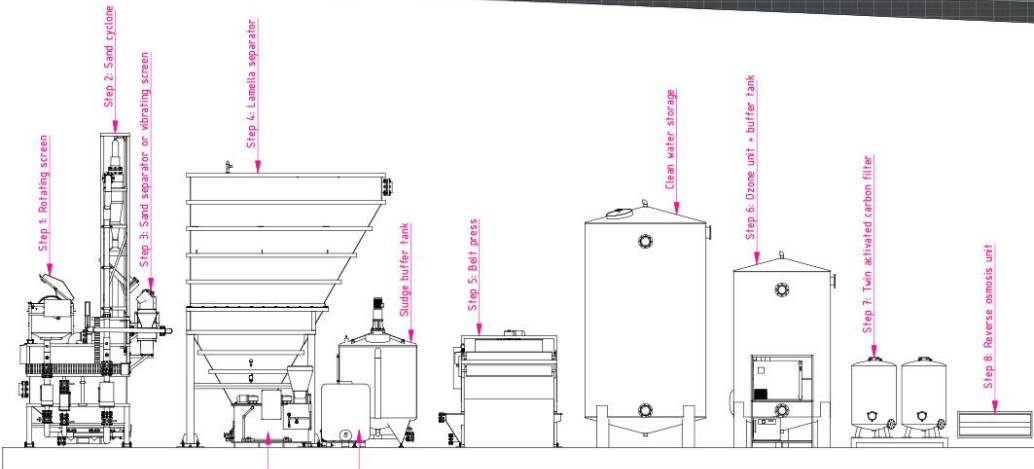 Step 1: Rotating screen
Step 2: Sand cyclone
Step 3: Sand separator or vibrating screen
Step 4: Lamella separator
Sludge buffer tank
Step 5: Belt press
Clean water storage
Step 6: Ozone unit + buffer tank
Step 7: Twin activated carbon filter
Step 8: Reverse osmosis unit